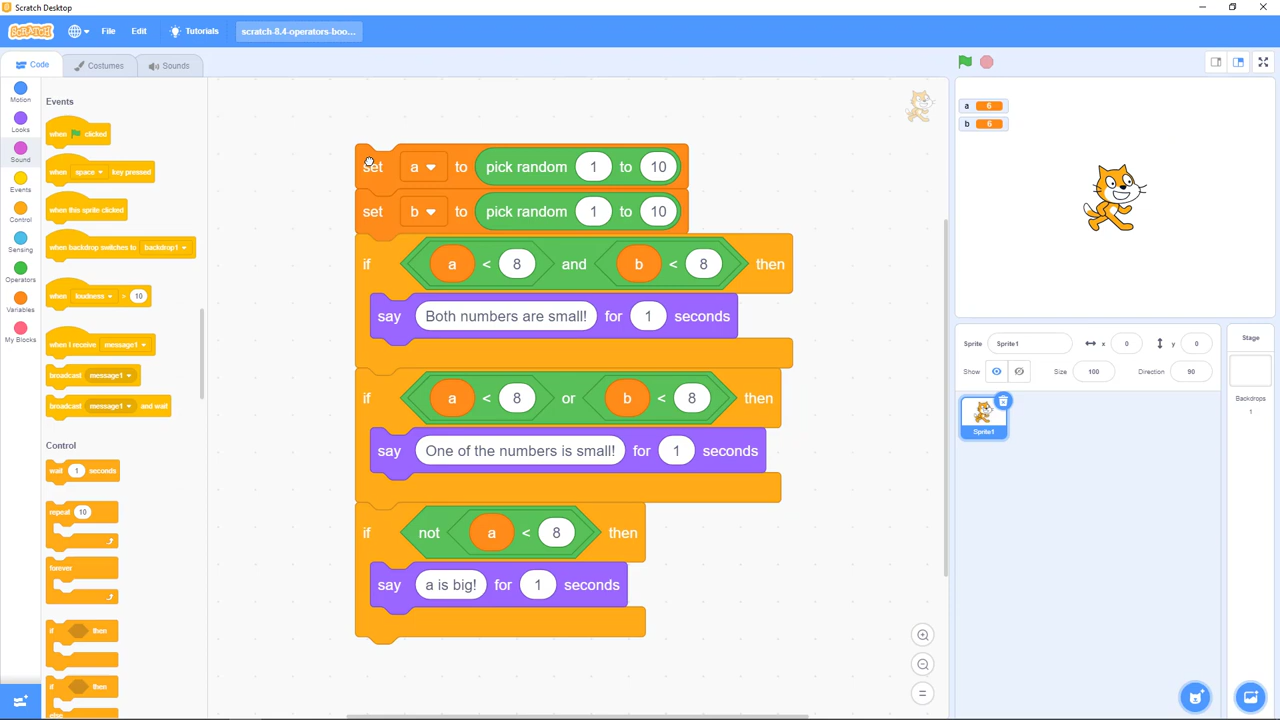 Scratch Desktop
SCRATCH File Edit Tutorials scratch-8.4-operators-boo...
Code Costumes Sounds
Motion
Looks
Sound
Events
Control
Sensing
Operators
Variables
My Blocks
Events
when clicked
when space key pressed
when this sprite clicked
when backdrop switches to backdrop1
when loudness > 10
when I receive message1
broadcast message1
broadcast message1 and wait
Control
wait 1 seconds
repeat 10
forever
if then
if then
else
set a to pick random 1 to 10
set b to pick random 1 to 10
if a < 8 and b < 8 then
say Both numbers are small! for 1 seconds
if a < 8 or b < 8 then
say One of the numbers is small! for 1 seconds
if not a < 8 then
say a is big! for 1 seconds
a 6
b 6
Sprite Sprite1 x 0 y 0
Show Size 100 Direction 90
Sprite1
Stage
Backdrops
1